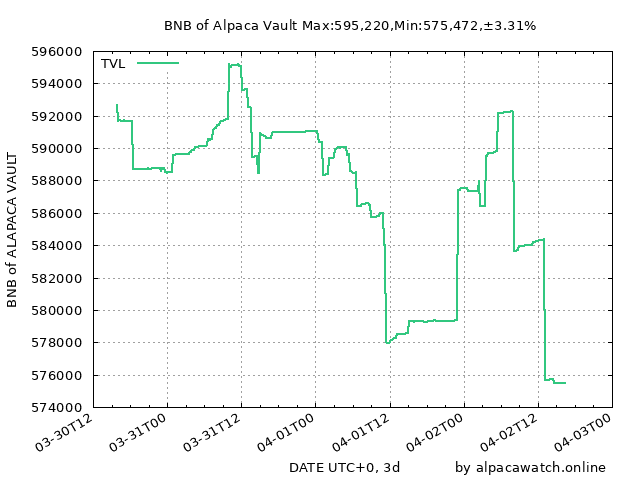 BNB of Alpaca Vault Max:595,220,Min:575,472,±3.31%
TVL
BNB of ALAPACA VAULT
596000
594000
592000
590000
588000
586000
584000
582000
580000
578000
576000
574000
03-30T12
03-31T00
03-31T12
04-01T00
04-01T12
04-02T00
04-02T12
04-03T00
DATE UTC+0, 3d
by alpacawatch.online